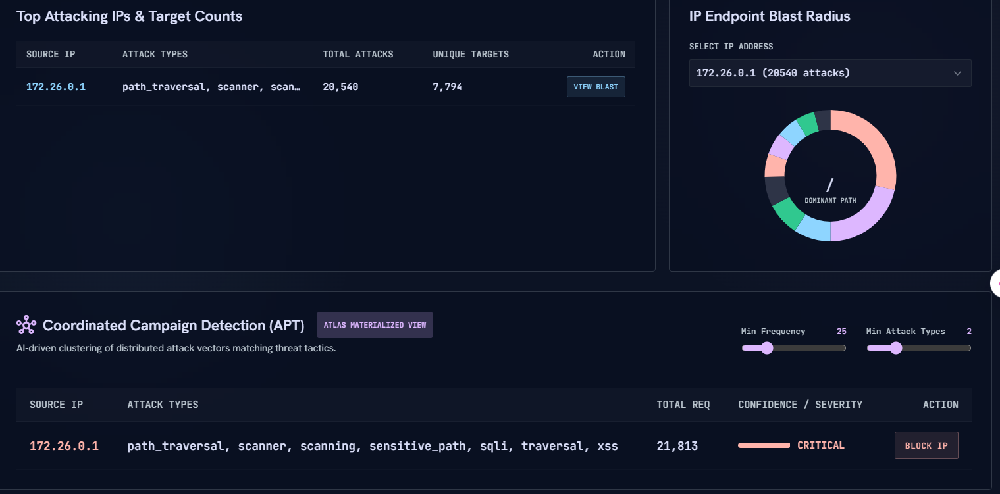 Top Attacking IPs & Target Counts
SOURCE IP ATTACK TYPES TOTAL ATTACKS UNIQUE TARGETS ACTION
172.26.0.1 path_traversal, scanner, scan… 20,540 7,794 VIEW BLAST
IP Endpoint Blast Radius
SELECT IP ADDRESS
172.26.0.1 (20540 attacks)
/
DOMINANT PATH
Coordinated Campaign Detection (APT) ATLAS MATERIALIZED VIEW
AI-driven clustering of distributed attack vectors matching threat tactics.
Min Frequency 25 Min Attack Types 2
SOURCE IP ATTACK TYPES TOTAL REQ CONFIDENCE / SEVERITY ACTION
172.26.0.1 path_traversal, scanner, scanning, sensitive_path, sqli, traversal, xss 21,813 CRITICAL BLOCK IP